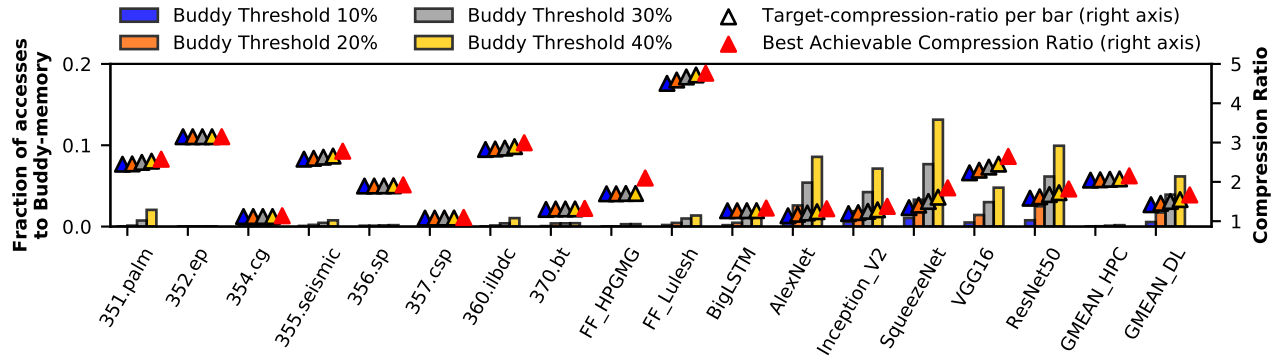 Buddy Threshold 10%
Buddy Threshold 30%
Target-compression-ratio per bar (right axis)
Buddy Threshold 20%
Buddy Threshold 40%
Best Achievable Compression Ratio (right axis)
Fraction of accesses
to Buddy-memory
0.2
0.1
0.0
5
4
3
2
1
Compression Ratio
351.palm
352.ep
354.cg
355.seismic
356.sp
357.csp
360.ilbdc
370.bt
FF_HPGMG
FF_Lulesh
BigLSTM
AlexNet
Inception_V2
SqueezeNet
VGG16
ResNet50
GMEAN_HPC
GMEAN_DL